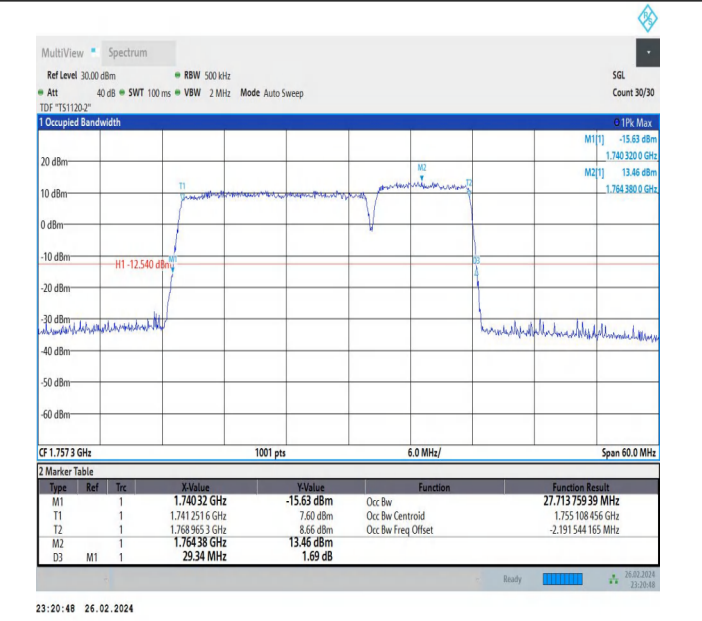 R S
MultiView Spectrum
Ref Level 30.00 dBm RBW 500 kHz SGL
Att 40 dB SWT 100 ms VBW 2 MHz Mode Auto Sweep Count 30/30
TDF "TS1120-2"
1 Occupied Bandwidth 1Pk Max
M1[1] -15.63 dBm
1.740 320 0 GHz
M2[1] 13.46 dBm
1.764 380 0 GHz
20 dBm
M2
T1
T2
10 dBm
0 dBm
-10 dBm
H1 -12.540 dBm
M1
D3
-20 dBm
-30 dBm
-40 dBm
-50 dBm
-60 dBm
CF 1.757 3 GHz 1001 pts 6.0 MHz/ Span 60.0 MHz
2 Marker Table
Type Ref Trc X-Value Y-Value Function Function Result
M1 1 1.740 32 GHz -15.63 dBm Occ Bw 27.713 759 39 MHz
T1 1 1.741 251 6 GHz 7.60 dBm Occ Bw Centroid 1.755 108 456 GHz
T2 1 1.768 965 3 GHz 8.66 dBm Occ Bw Freq Offset -2.191 544 165 MHz
M2 1 1.764 38 GHz 13.46 dBm
D3 M1 1 29.34 MHz 1.69 dB
Ready 26.02.2024
23:20:48
23:20:48 26.02.2024